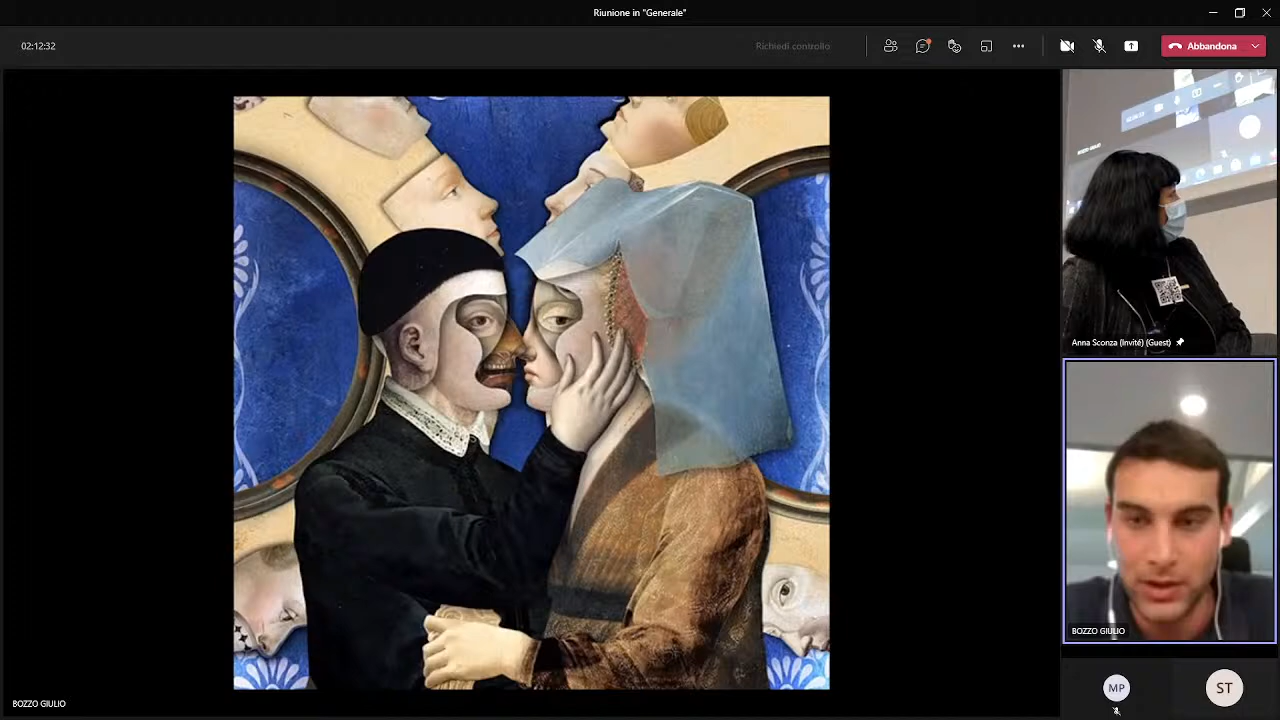 Riunione in "Generale"
02:12:32
Richiedi controllo
Abbandona
Anna Sconza (Invité) (Guest)
BOZZO GIULIO
MP
ST
BOZZO GIULIO